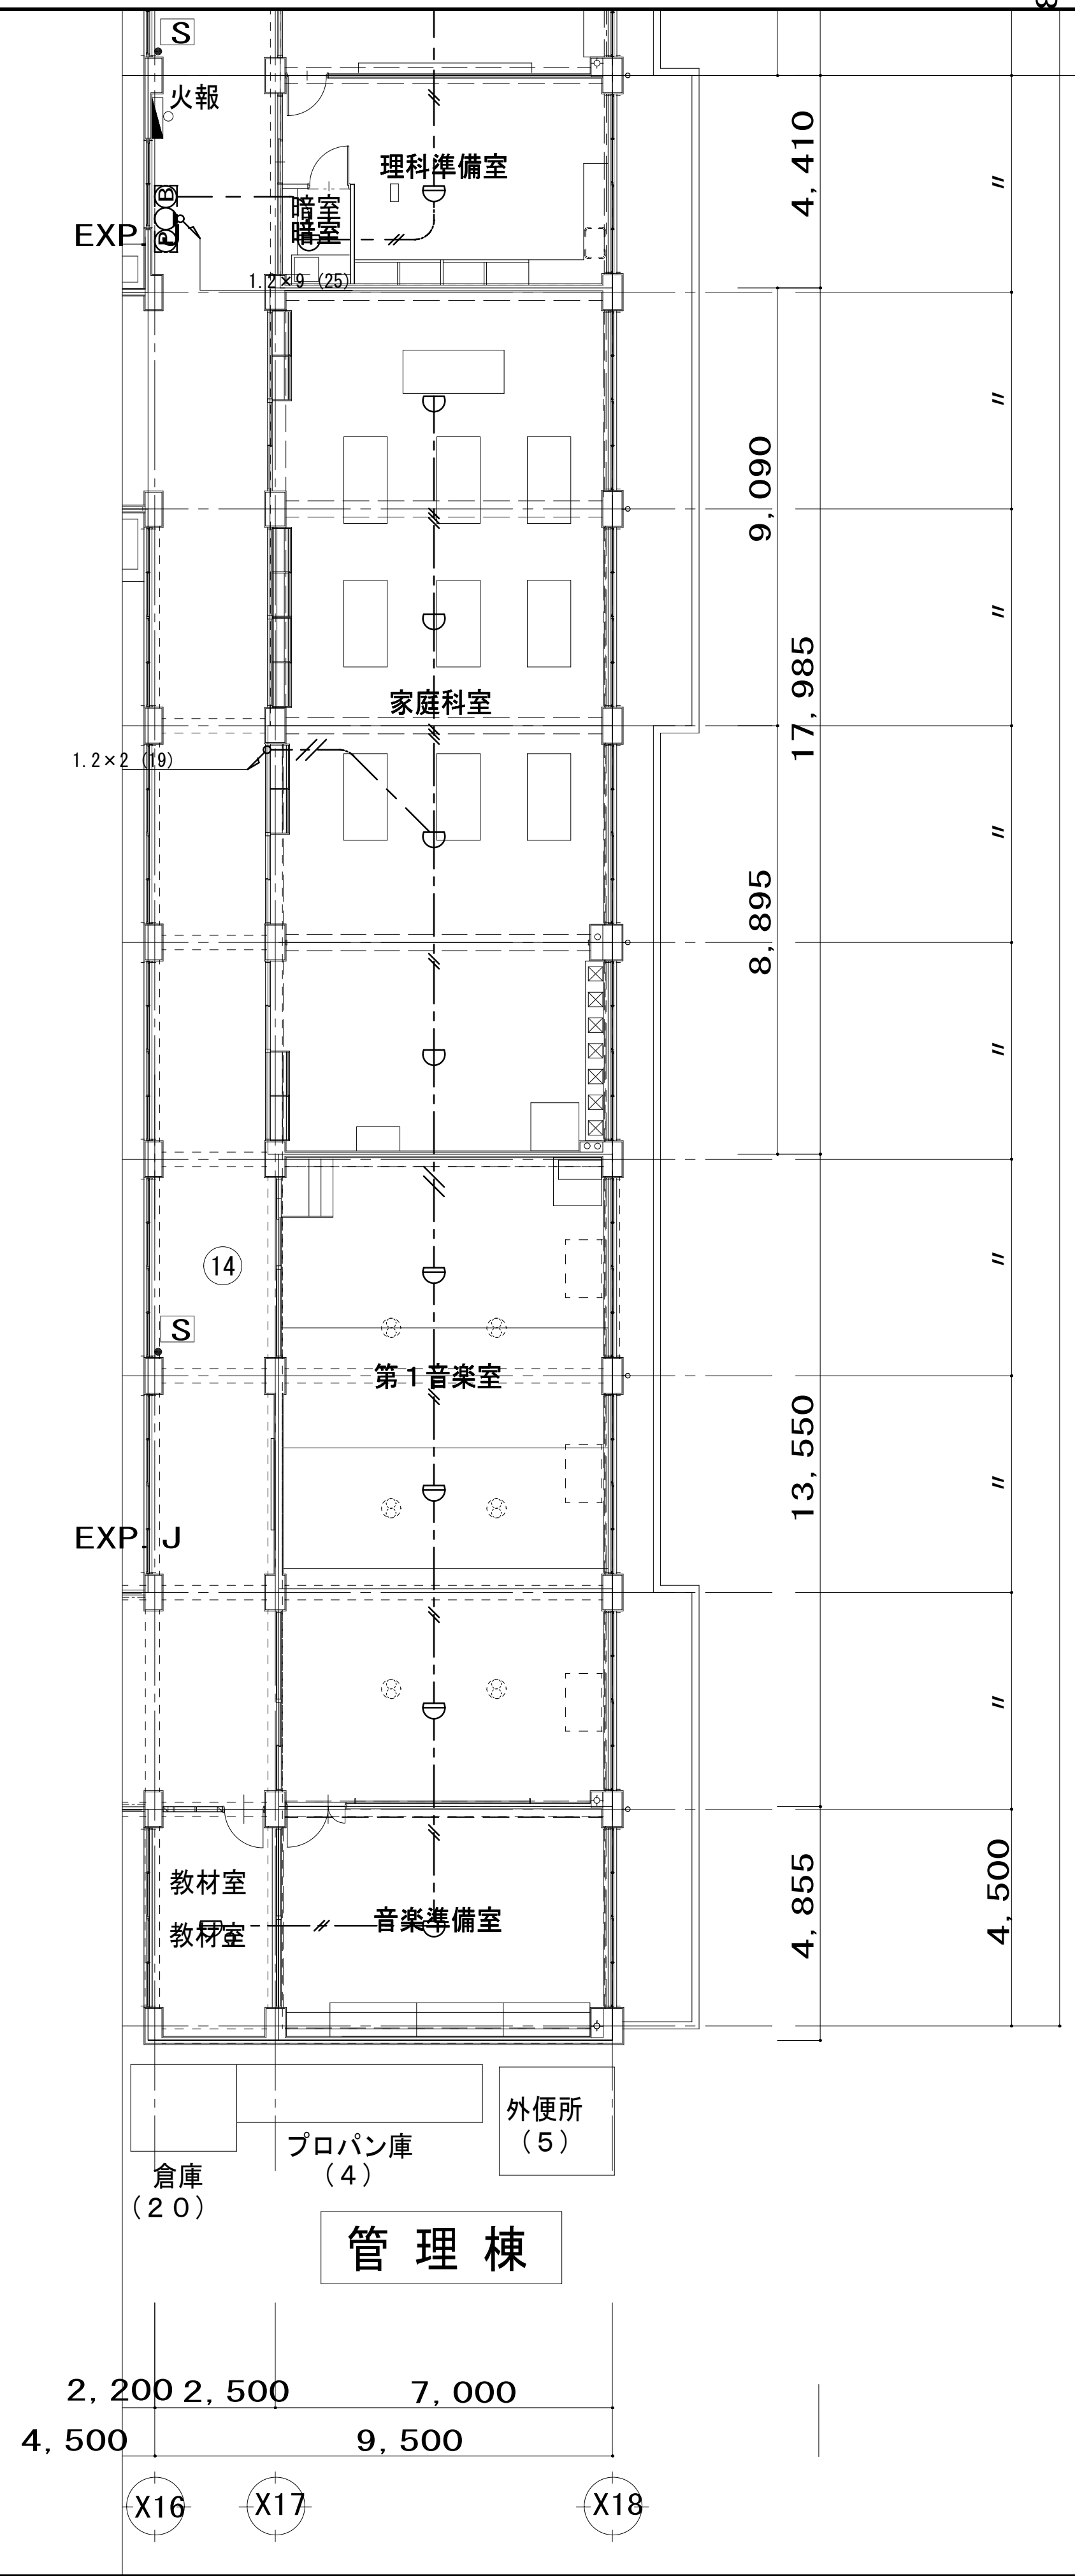 S
火報
理科準備室
4,410
〃
B
P
暗室
暗室
EXP. J
1.2×9 (25)
〃
9,090
〃
17,985
家庭科室
1.2×2 (19)
〃
8,895
〃
14
〃
S
第１音楽室
13,550
〃
EXP. J
〃
教材室
4,855
4,500
教材室
音楽準備室
外便所
(５)
プロパン庫
(４)
倉庫
(２０)
管理棟
2,200
2,500
7,000
4,500
9,500
X16
X17
X18